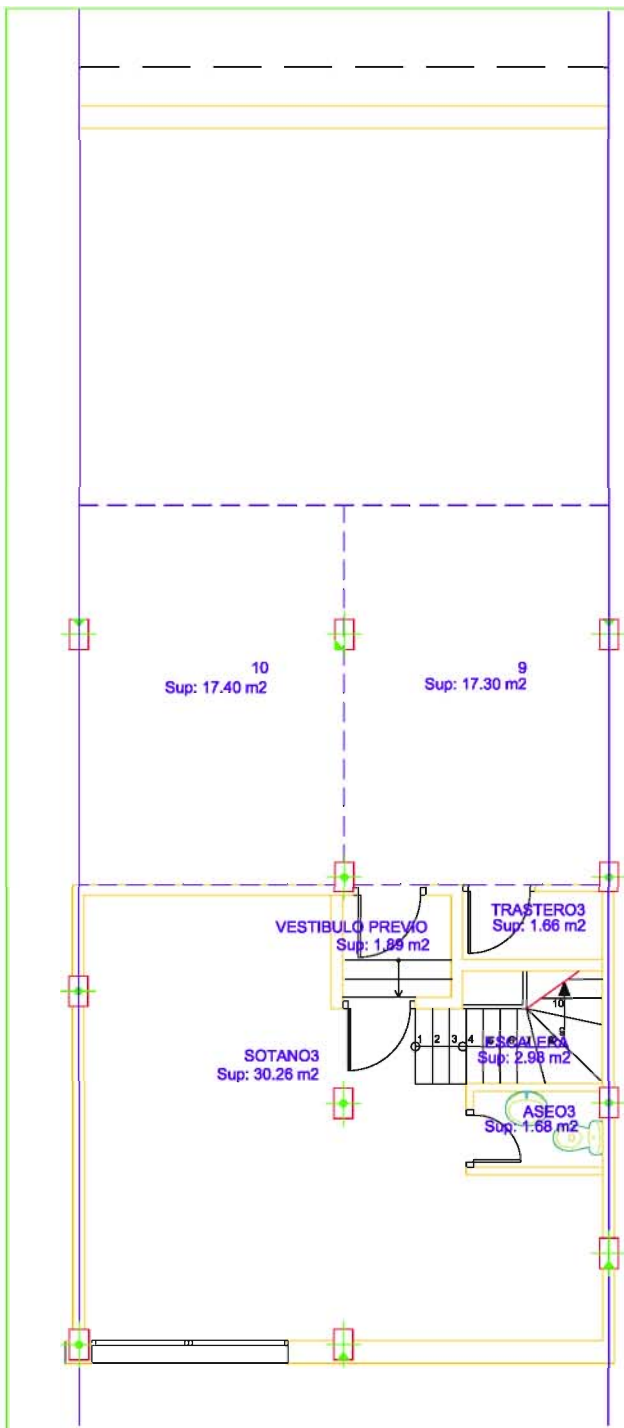 10
Sup: 17.40 m2
9
Sup: 17.30 m2
VESTIBULO PREVIO
Sup: 1.89 m2
TRASTERO3
Sup: 1.66 m2
10
9
1 2 3 4
ESCALERA
Sup: 2.98 m2
SOTANO3
Sup: 30.26 m2
ASEO3
Sup: 1.68 m2